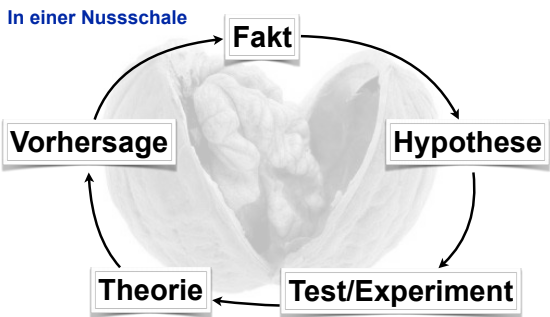 In einer Nussschale
Fakt
Vorhersage
Hypothese
Theorie
Test/Experiment